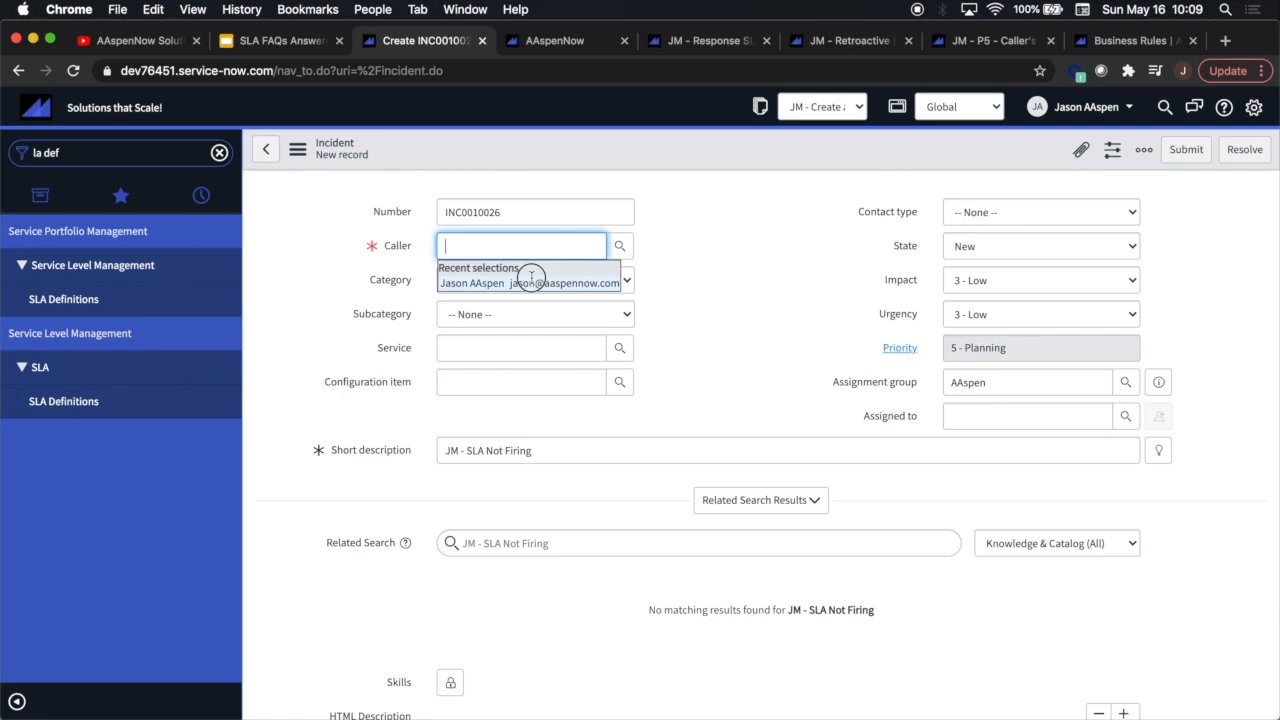 Chrome File Edit View History Bookmarks People Tab Window Help 100% Sun May 16 10:09
AAspenNow Soluti SLA FAQs Answere Create INC001002 AAspenNow JM - Response SL JM - Retroactive JM - P5 - Caller's Business Rules | A
dev76451.service-now.com/nav_to.do?uri=%2Fincident.do J Update
Solutions that Scale! JM - Create a Global JA Jason AAspen
la def
Incident
New record
Submit Resolve
Service Portfolio Management
Service Level Management
SLA Definitions
Service Level Management
SLA
SLA Definitions
Number INC0010026 Contact type -- None --
Caller State New
Recent selections
Jason AAspen jason@aaspennow.com
Category Impact 3 - Low
Subcategory -- None -- Urgency 3 - Low
Service Priority 5 - Planning
Configuration item Assignment group AAspen
Assigned to
Short description JM - SLA Not Firing
Related Search Results
Related Search JM - SLA Not Firing Knowledge & Catalog (All)
No matching results found for JM - SLA Not Firing
Skills
HTML Description